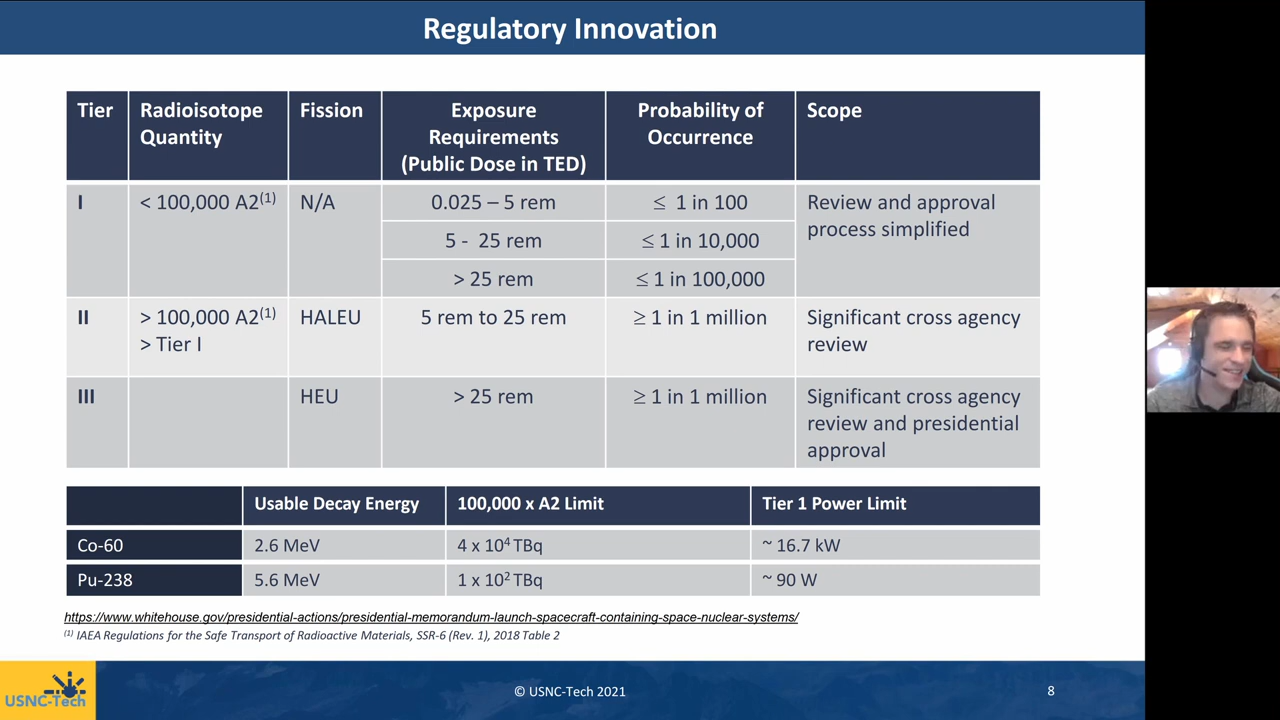 Regulatory Innovation
Tier
Radioisotope
Quantity
Fission
Exposure
Requirements
(Public Dose in TED)
Probability of
Occurrence
Scope
I
< 100,000 A2(1)
N/A
0.025 – 5 rem
≤ 1 in 100
Review and approval
process simplified
5 - 25 rem
≤ 1 in 10,000
> 25 rem
≤ 1 in 100,000
II
> 100,000 A2(1)
> Tier I
HALEU
5 rem to 25 rem
≥ 1 in 1 million
Significant cross agency
review
III
HEU
> 25 rem
≥ 1 in 1 million
Significant cross agency
review and presidential
approval
Usable Decay Energy
100,000 x A2 Limit
Tier 1 Power Limit
Co-60
2.6 MeV
4 x 10⁴ TBq
~ 16.7 kW
Pu-238
5.6 MeV
1 x 10² TBq
~ 90 W
https://www.whitehouse.gov/presidential-actions/presidential-memorandum-launch-spacecraft-containing-space-nuclear-systems/
(1) IAEA Regulations for the Safe Transport of Radioactive Materials, SSR-6 (Rev. 1), 2018 Table 2
USNC-Tech
© USNC-Tech 2021
8